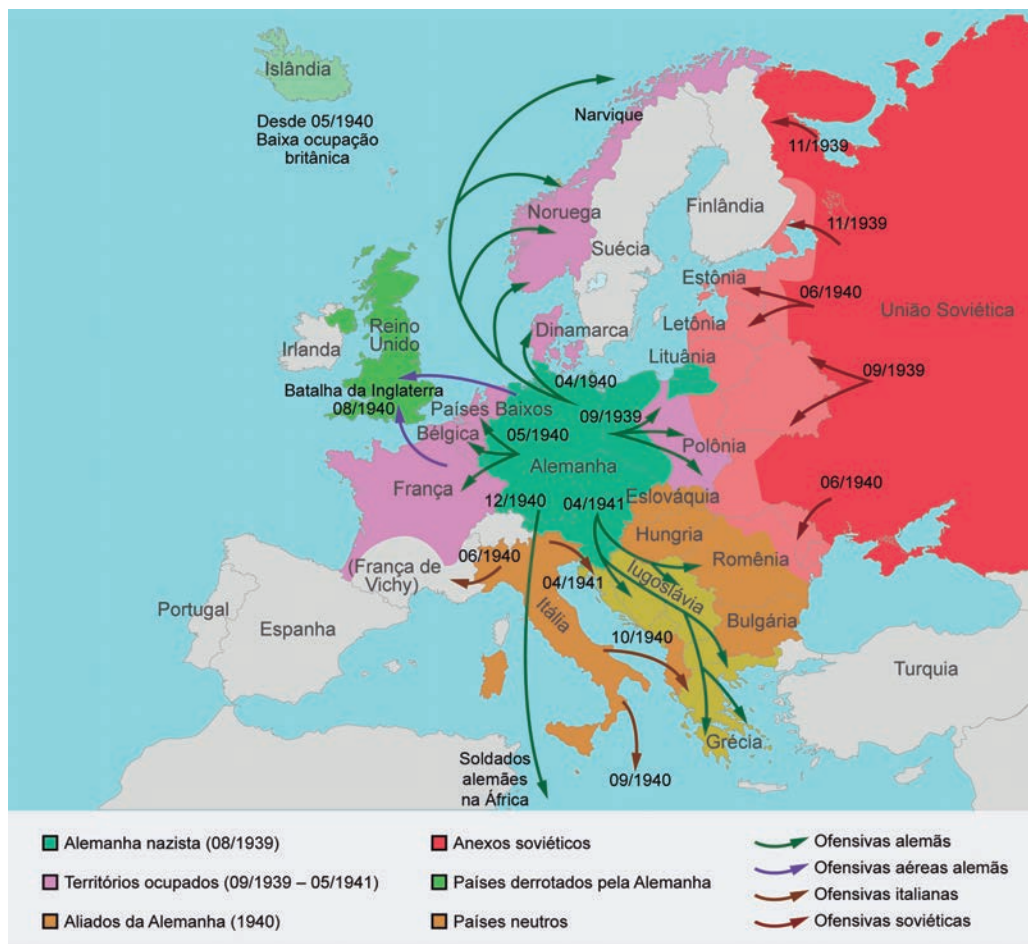 Islândia
Desde 05/1940
Baixa ocupação
britânica
Narvique
11/1939
Noruega
Finlândia
11/1939
Suécia
Estônia
06/1940
União Soviética
Reino
Unido
Irlanda
Dinamarca
Letônia
Lituânia
04/1940
09/1939
Batalha da Inglaterra
08/1940
Países Baixos
09/1939
Bélgica
05/1940
Polônia
Alemanha
França
12/1940
04/1941
Eslováquia
06/1940
Hungria
06/1940
(França de
Vichy)
04/1941
Romênia
Iugoslávia
Itália
Portugal
Espanha
Bulgária
10/1940
Turquia
Grécia
Soldados
alemães
na África
09/1940
Alemanha nazista (08/1939)
Territórios ocupados (09/1939 – 05/1941)
Aliados da Alemanha (1940)
Anexos soviéticos
Países derrotados pela Alemanha
Países neutros
Ofensivas alemãs
Ofensivas aéreas alemãs
Ofensivas italianas
Ofensivas soviéticas